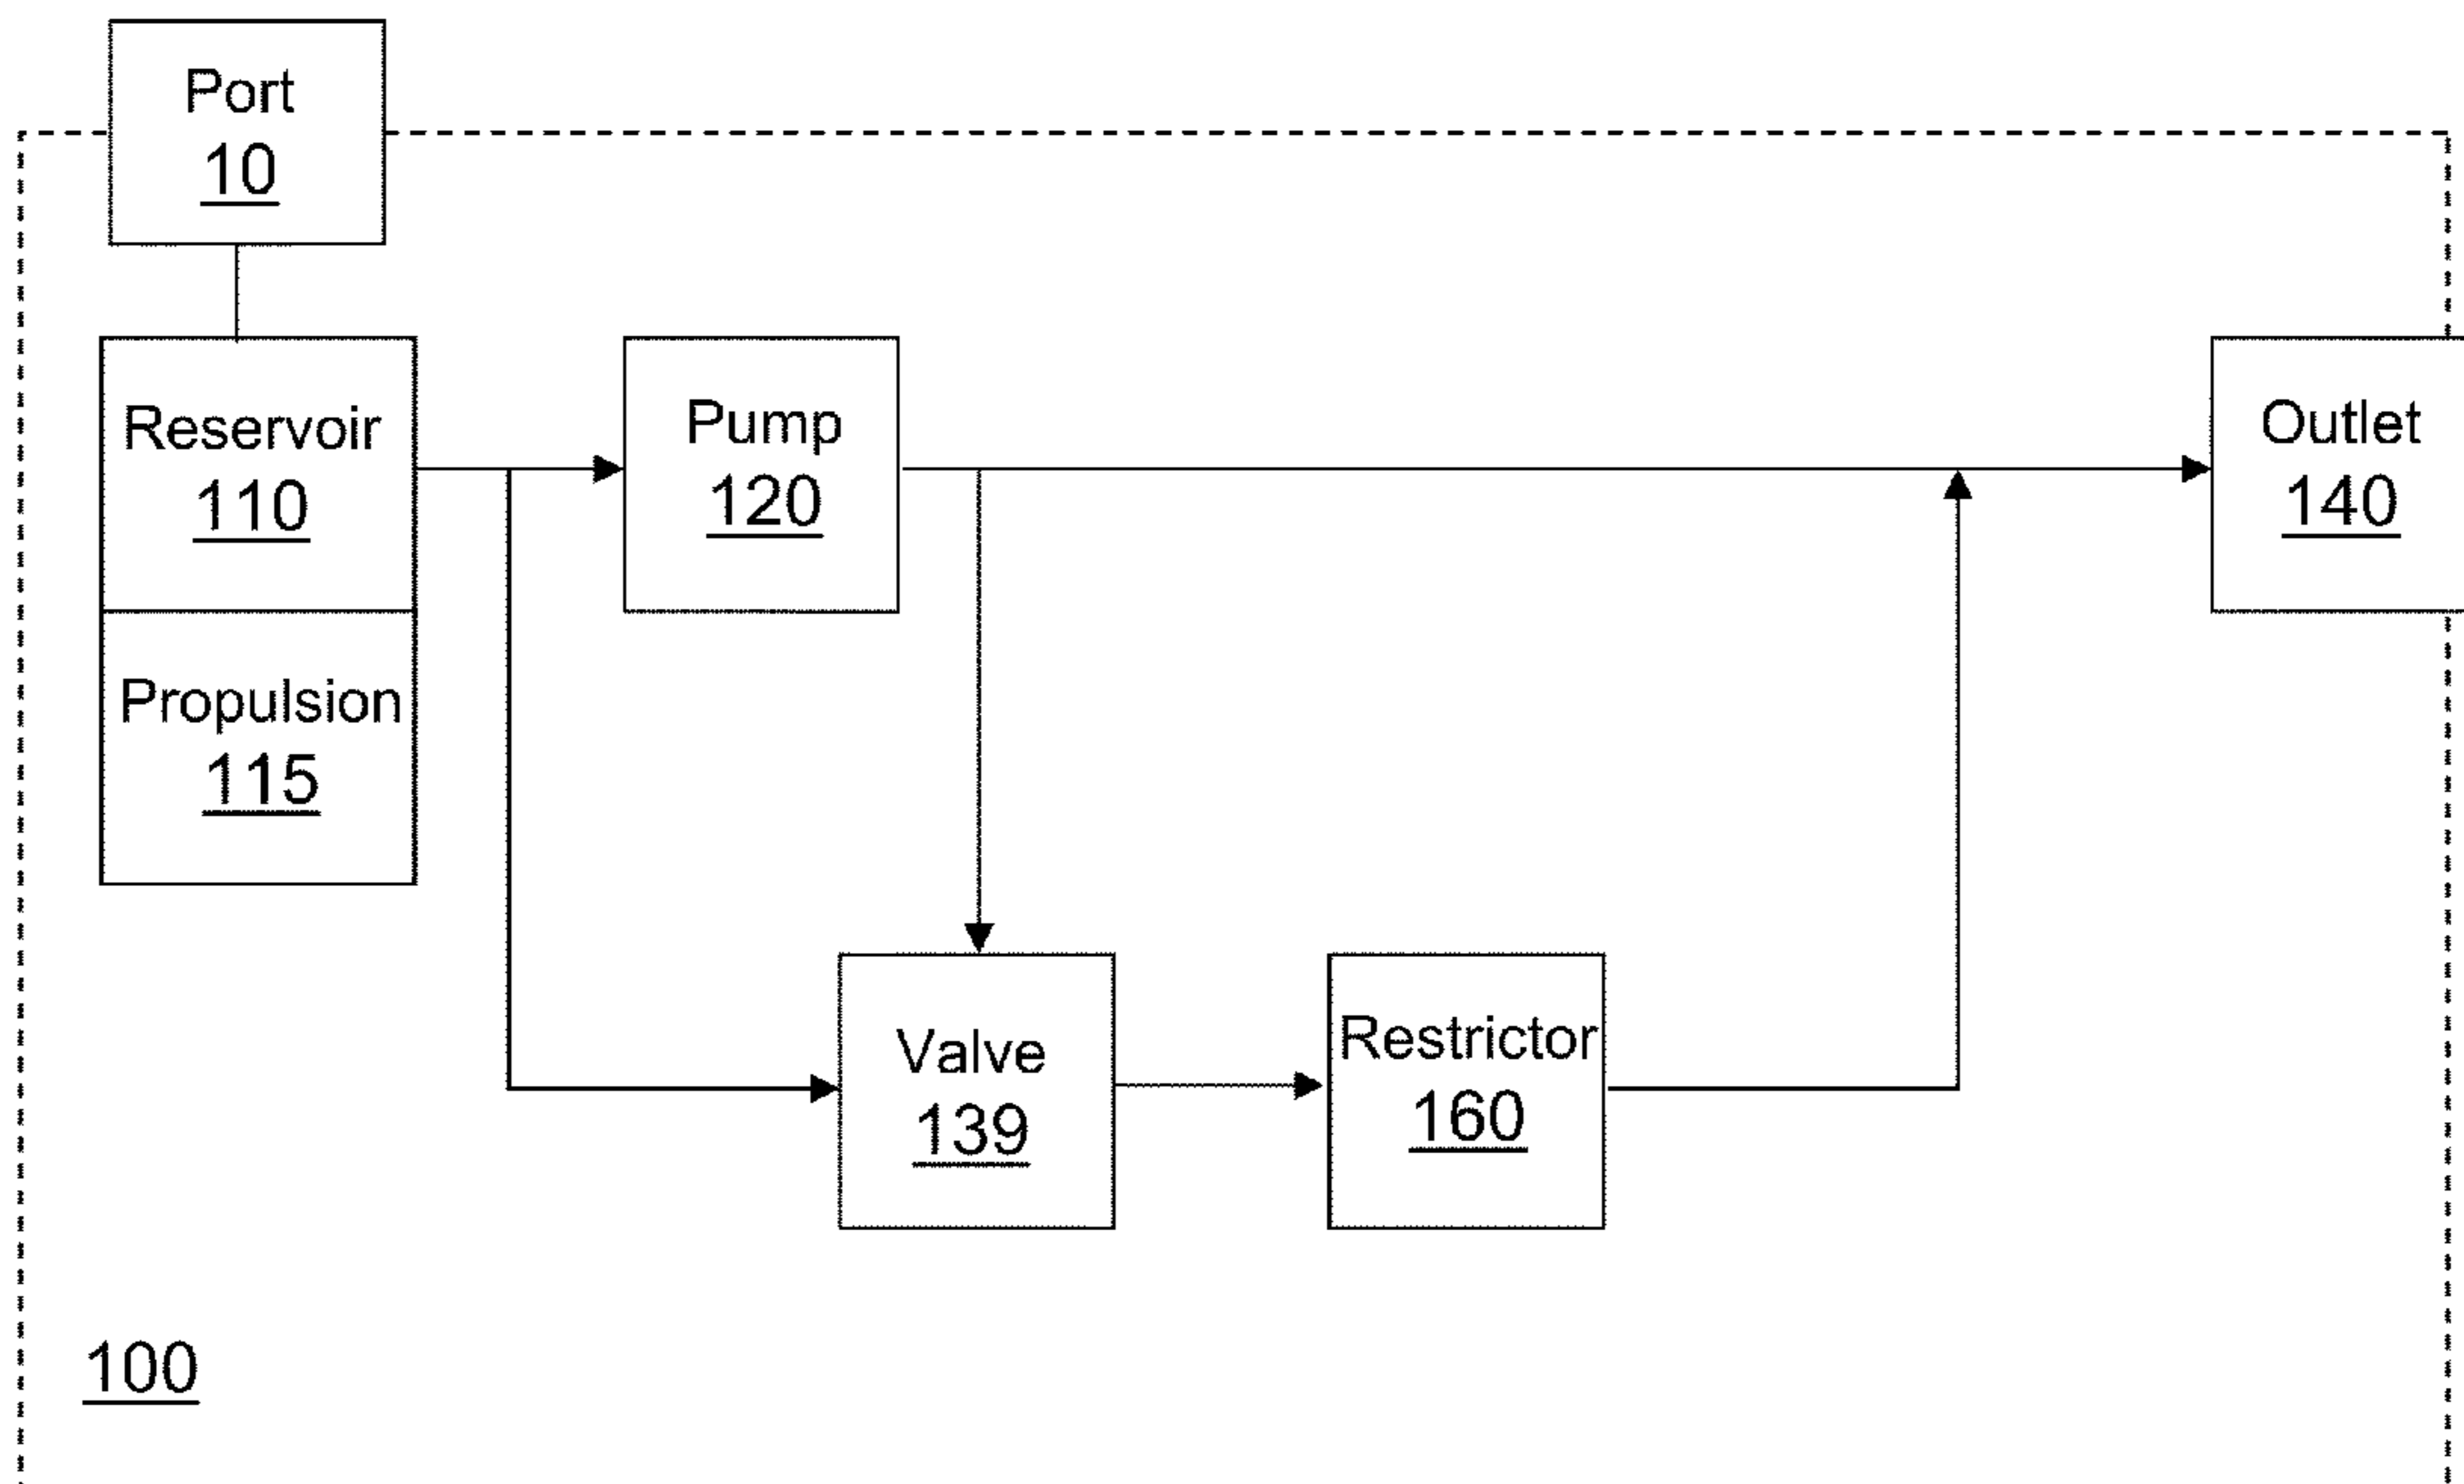 Port
10
Reservoir
110
Pump
120
Outlet
140
Propulsion
115
Valve
139
Restrictor
160
100